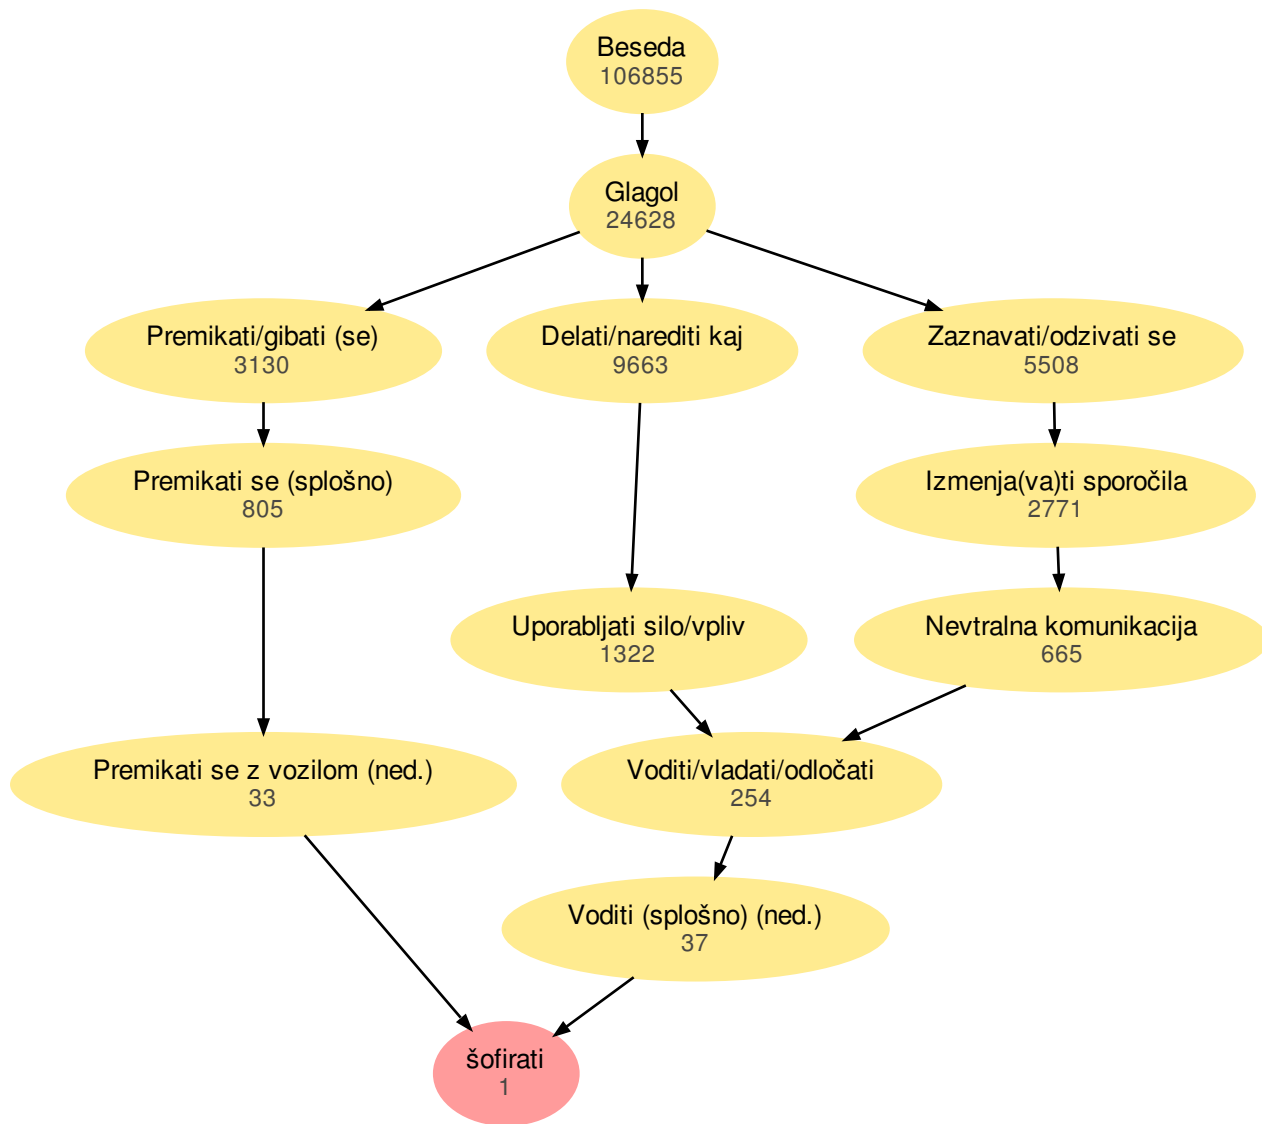 Beseda
106855
Glagol
24628
Premikati/gibati (se)
3130
Delati/narediti kaj
9663
Zaznavati/odzivati se
5508
Premikati se (splošno)
805
Izmenja(va)ti sporočila
2771
Uporabljati silo/vpliv
1322
Nevtralna komunikacija
665
Premikati se z vozilom (ned.)
33
Voditi/vladati/odločati
254
Voditi (splošno) (ned.)
37
šofirati
1